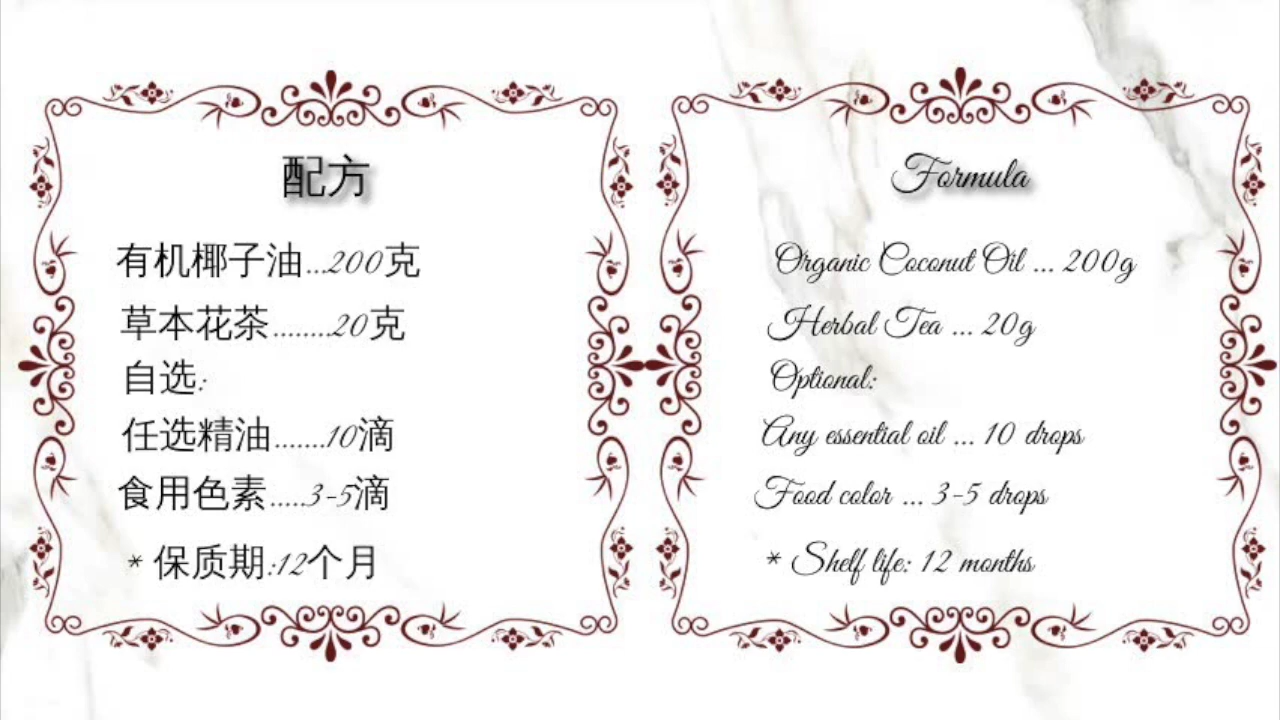 配方
有机椰子油...200克
草本花茶........20克
自选:
任选精油.......10滴
食用色素.....3-5滴
* 保质期:12个月
Formula
Organic Coconut Oil ... 200g
Herbal Tea ... 20g
Optional:
Any essential oil ... 10 drops
Food color ... 3-5 drops
* Shelf life: 12 months